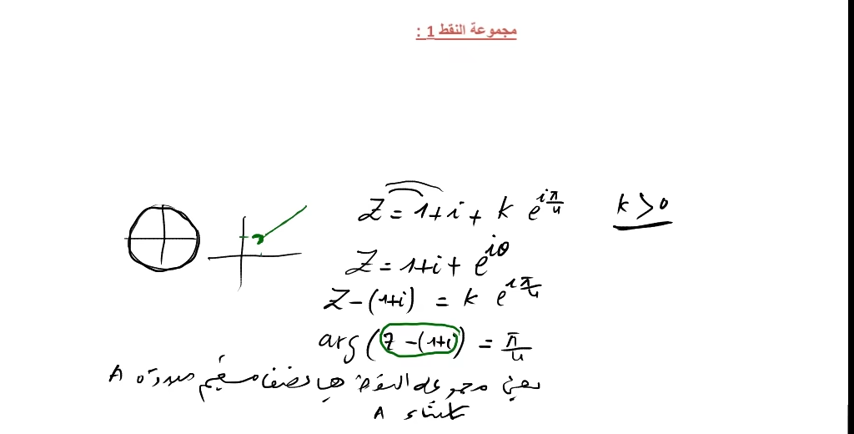 مجموعة النقط 1 :
Z = 1+i + k e^{iπ/4} k > 0
Z = 1+i + e^{iθ}
Z - (1+i) = k e^{iπ/4}
arg(Z - (1+i)) = π/4
يعني مجموعة النقط هي نصف مستقيم مبدؤه A
باستثناء A